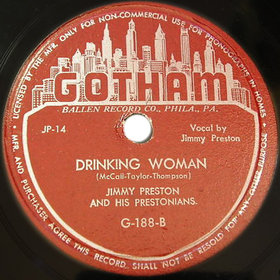 LICENSED BY MFR. ONLY FOR NON-COMMERCIAL USE ON PHONOGRAPHS IN HOMES.
GOTHAM
BALLEN RECORD CO., PHILA., PA.
JP-14
Vocal by
Jimmy Preston
DRINKING WOMAN
(McCall-Taylor-Thompson)
JIMMY PRESTON
AND HIS PRESTONIANS.
G-188-B
MFR. AND PURCHASER AGREE THIS RECORD SHALL NOT BE RESOLD FOR ANY OTHER USE